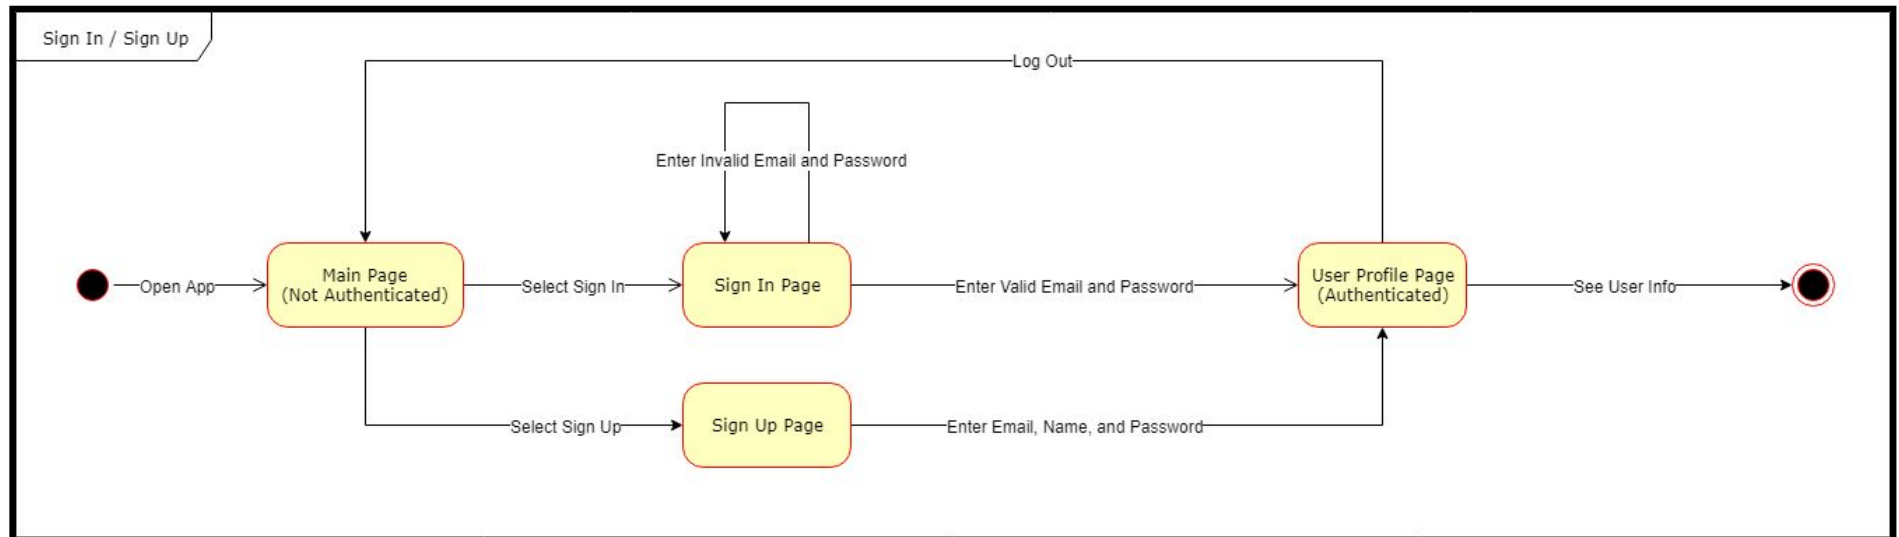 Sign In / Sign Up
Log Out
Enter Invalid Email and Password
Open App
Main Page
(Not Authenticated)
Select Sign In
Sign In Page
Enter Valid Email and Password
User Profile Page
(Authenticated)
See User Info
Select Sign Up
Sign Up Page
Enter Email, Name, and Password